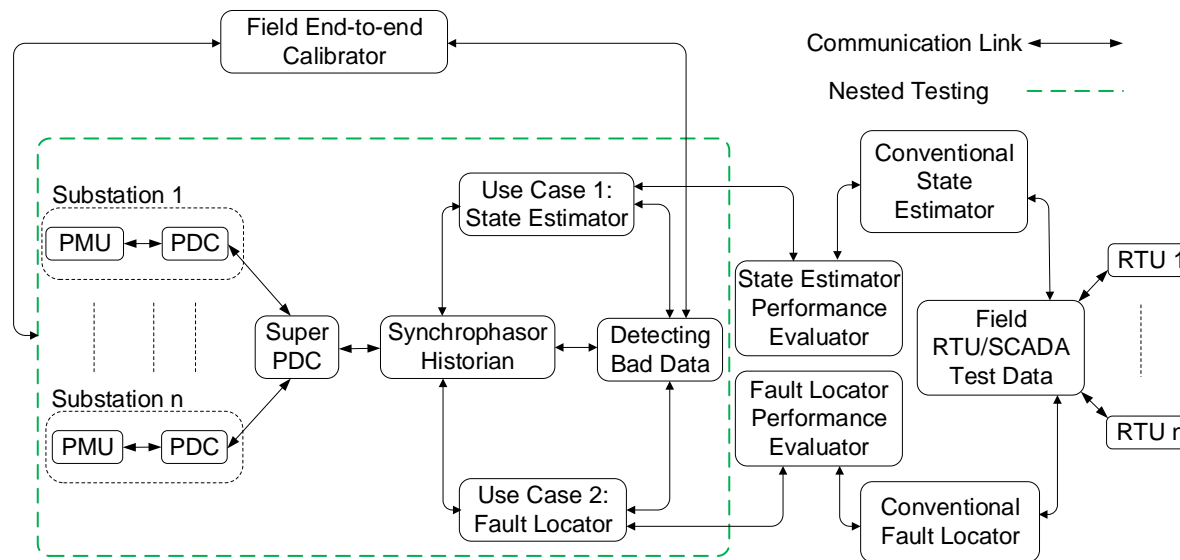 Field End-to-end
Calibrator
Communication Link
Nested Testing
Substation 1
PMU
PDC
Use Case 1:
State Estimator
Conventional
State
Estimator
State Estimator
Performance
Evaluator
RTU 1
Super
PDC
Synchrophasor
Historian
Detecting
Bad Data
Field
RTU/SCADA
Test Data
Substation n
PMU
PDC
Fault Locator
Performance
Evaluator
RTU n
Use Case 2:
Fault Locator
Conventional
Fault Locator